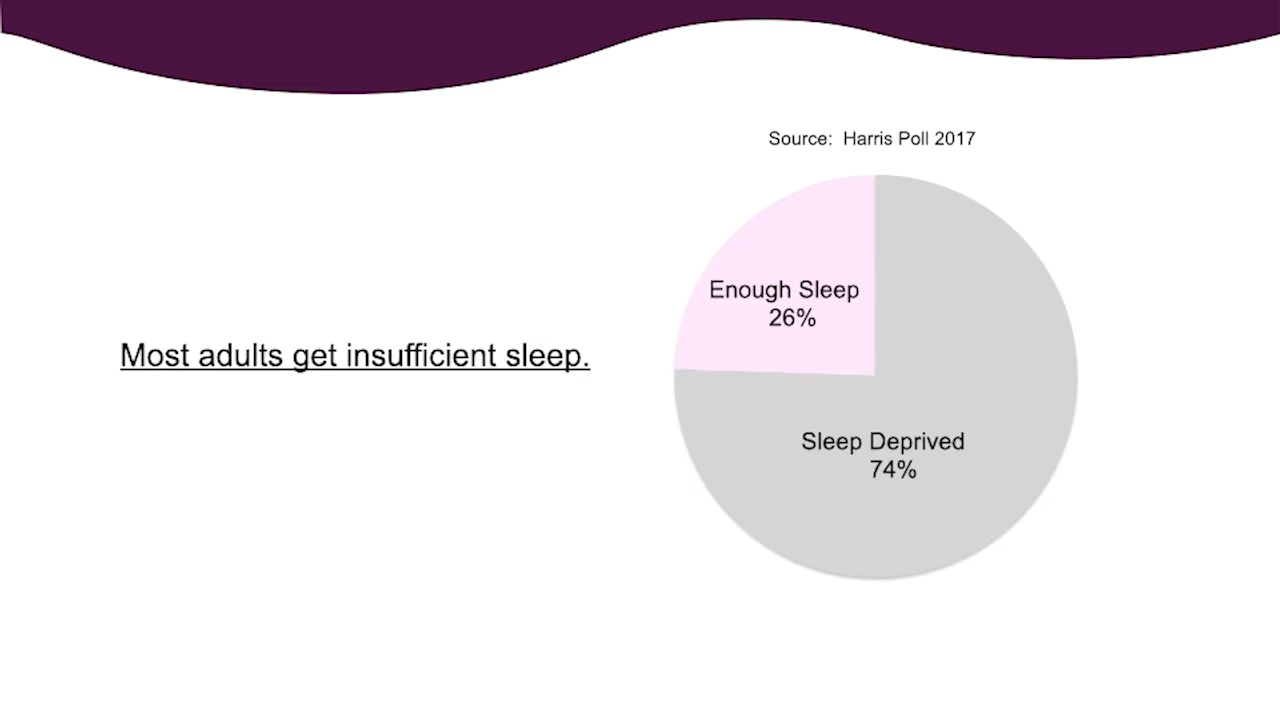 Source:  Harris Poll 2017
Most adults get insufficient sleep.
Enough Sleep
26%
Sleep Deprived
74%